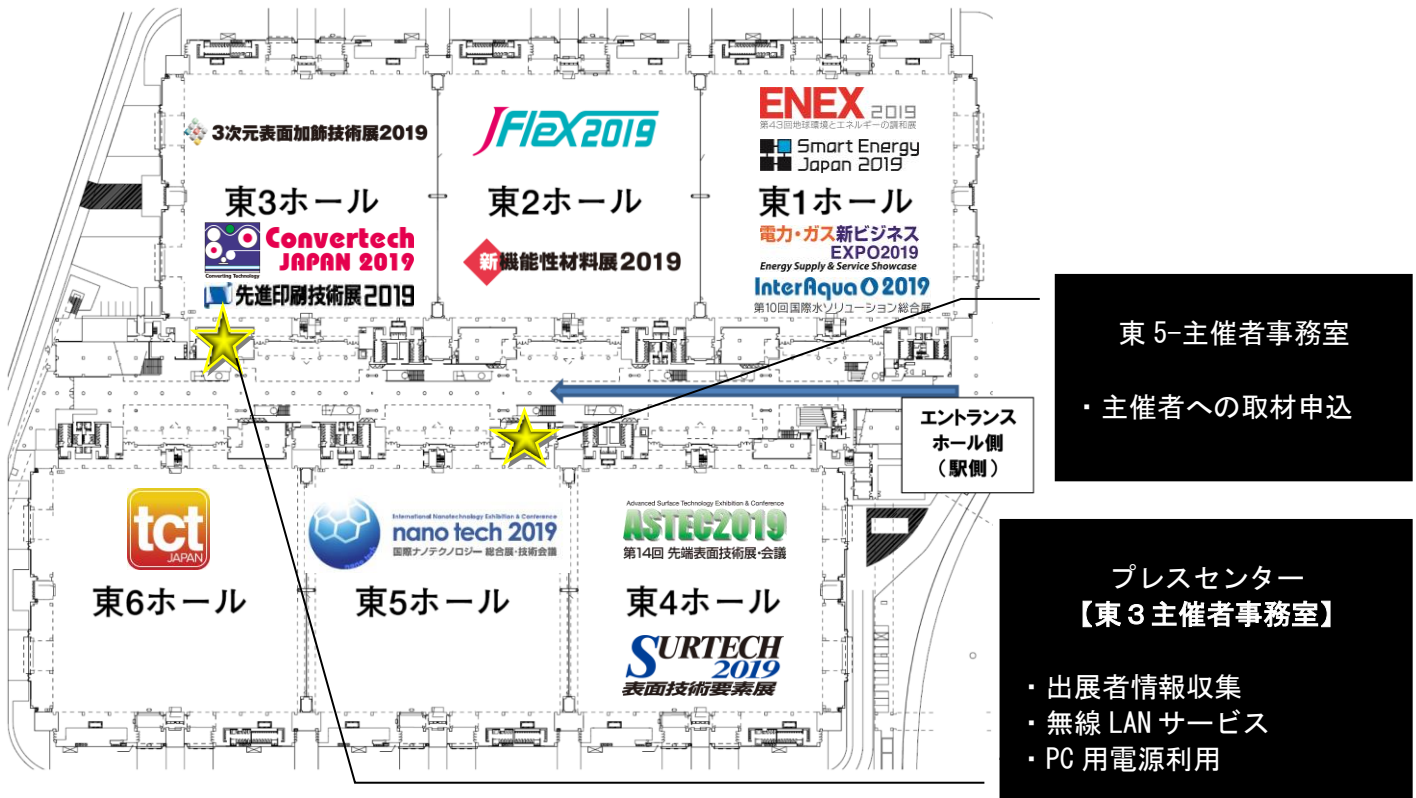 3次元表面加飾技術展2019
東3ホール
Convertech
JAPAN 2019
Converting Technology
先進印刷技術展2019
JFlex2019
東2ホール
新機能性材料展2019
ENEX 2019
第43回地球環境とエネルギーの調和展
Smart Energy
Japan 2019
東1ホール
電力・ガス新ビジネス
EXPO2019
Energy Supply & Service Showcase
InterAqua 2019
第10回国際水ソリューション総合展
東5-主催者事務室
・主催者への取材申込
エントランス
ホール側
（駅側）
tct
JAPAN
東6ホール
International Nanotechnology Exhibition & Conference
nano tech 2019
国際ナノテクノロジー 総合展・技術会議
nano tech
東5ホール
Advanced Surface Technology Exhibition & Conference
ASTEC2019
第14回 先端表面技術展・会議
東4ホール
SURTECH
2019
表面技術要素展
プレスセンター
【東３主催者事務室】
・出展者情報収集
・無線LANサービス
・PC用電源利用